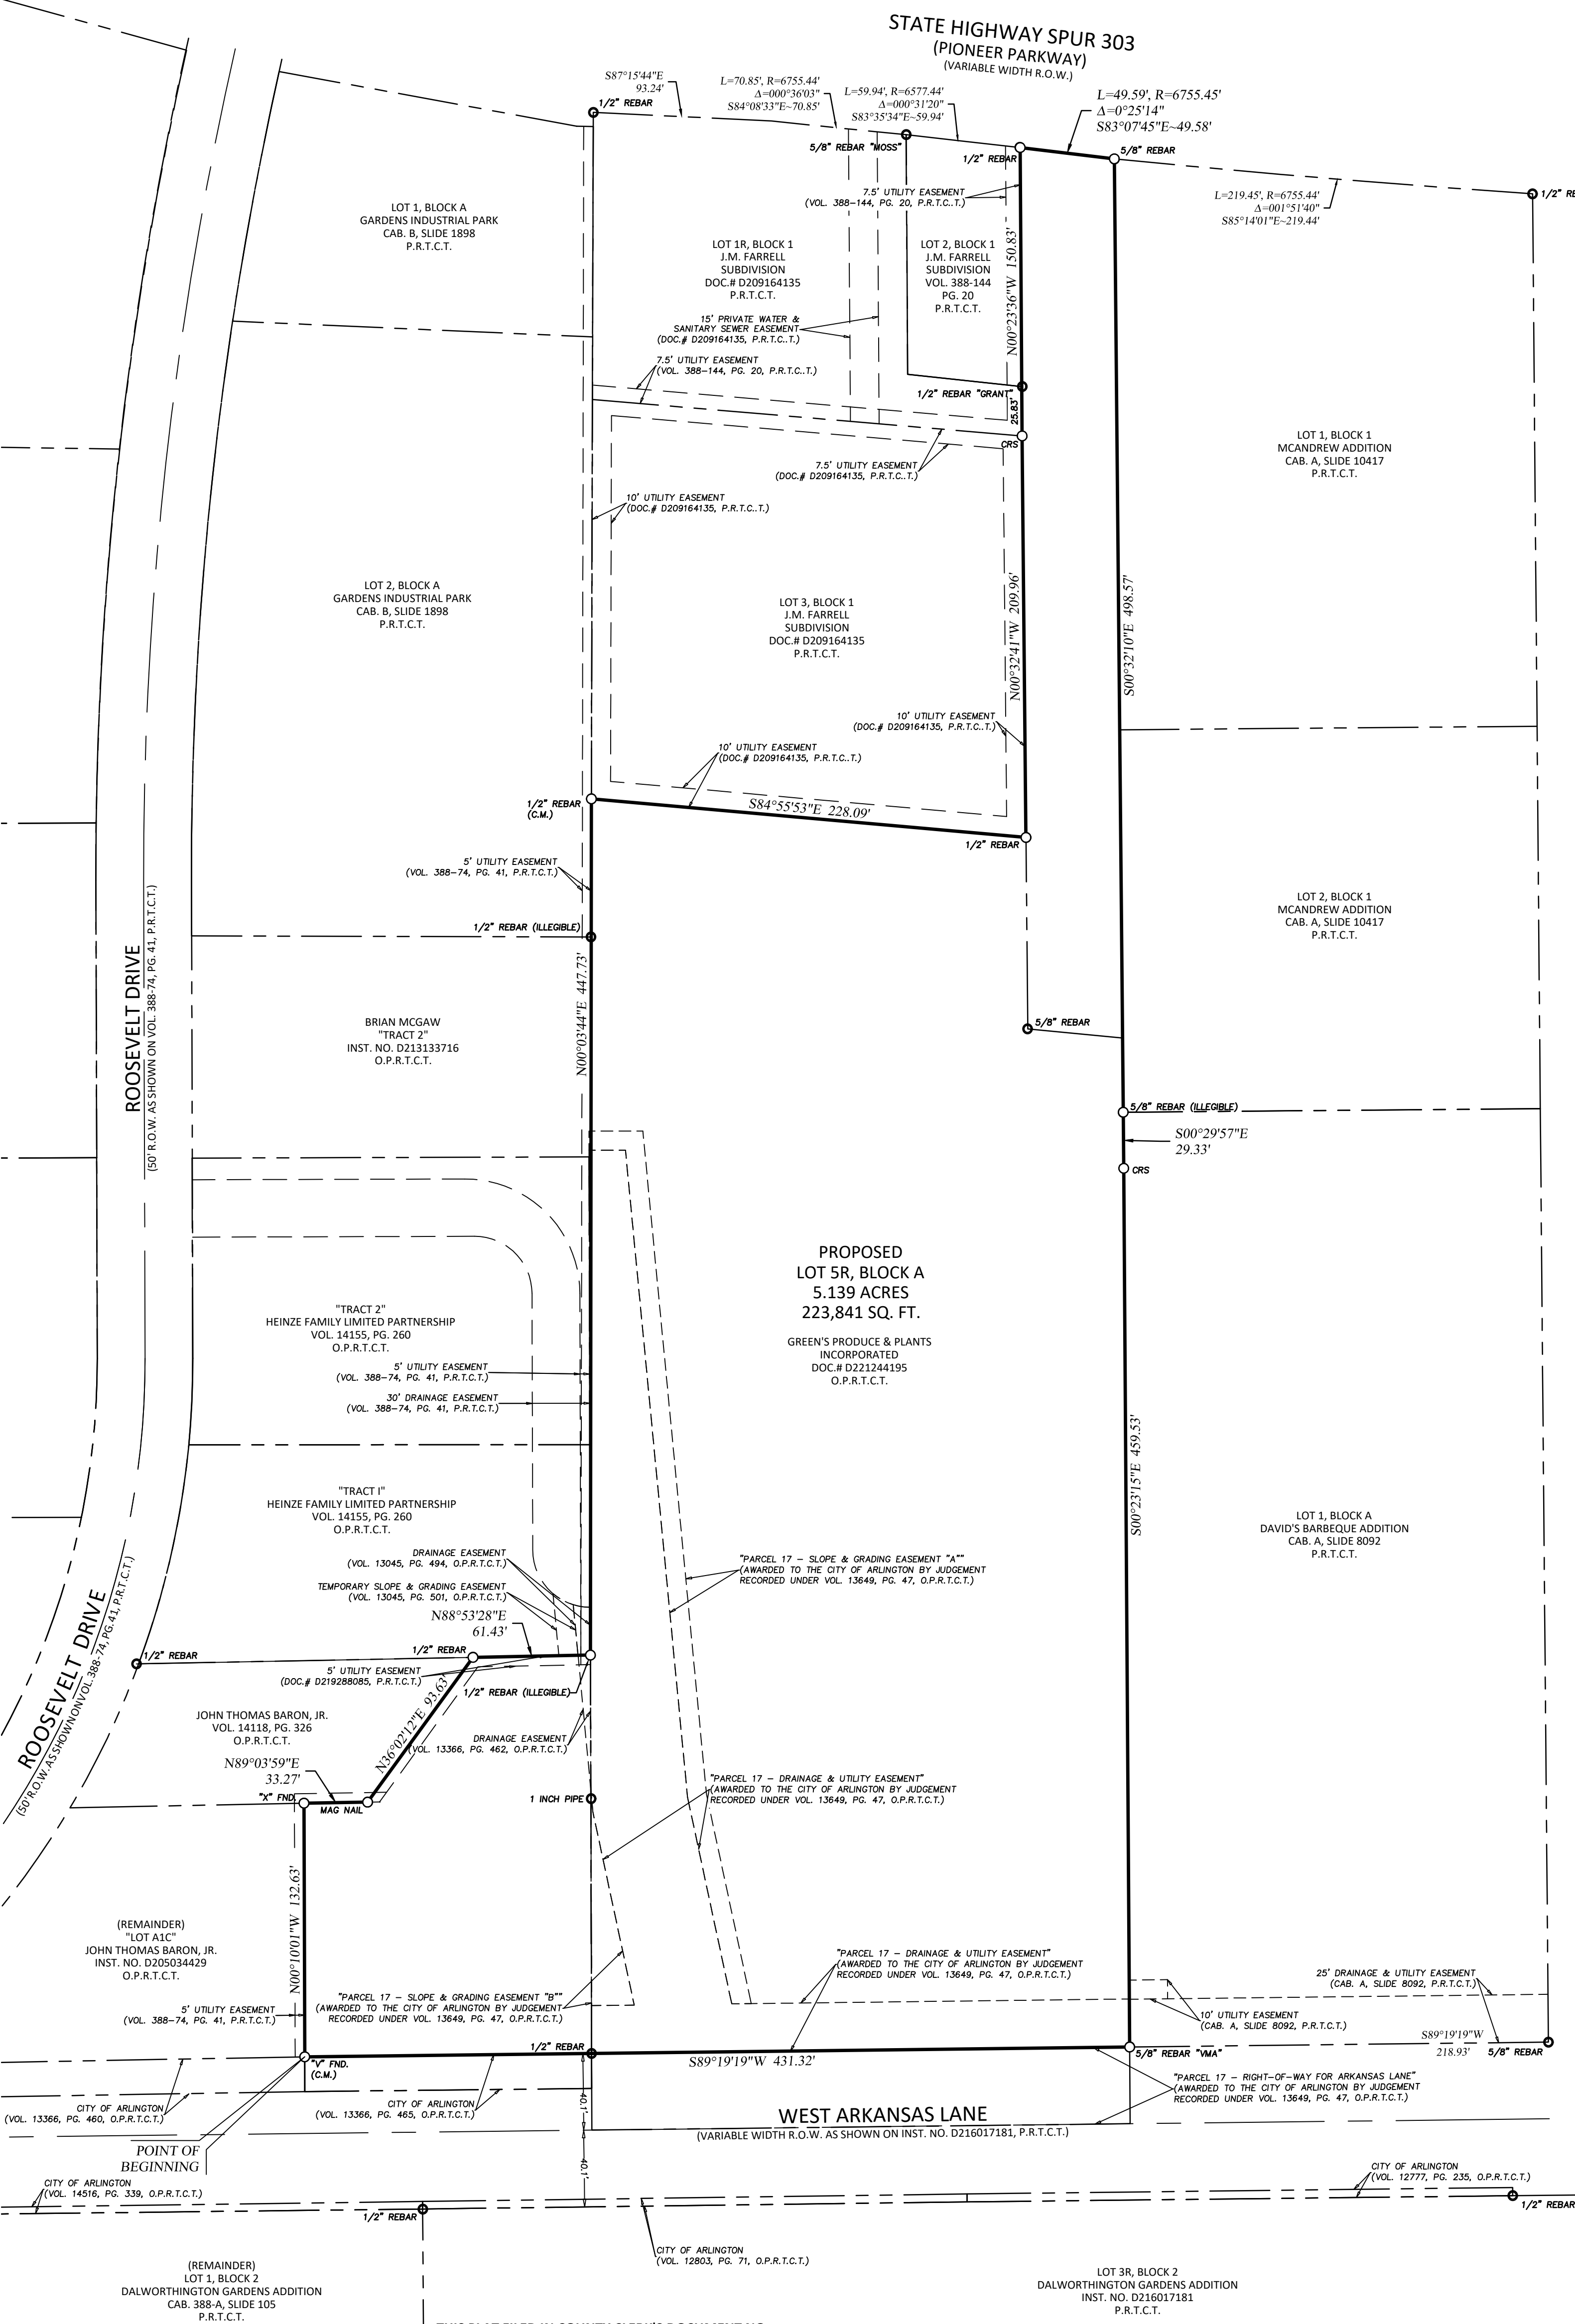 STATE HIGHWAY SPUR 303
(PIONEER PARKWAY)
(VARIABLE WIDTH R.O.W.)
S87°15'44"E
93.24'
1/2" REBAR
L=70.85', R=6755.44'
Δ=000°36'03"
S84°08'33"E~70.85'
L=59.94', R=6577.44'
Δ=000°31'20"
S83°35'34"E~59.94'
L=49.59', R=6755.45'
Δ=0°25'14"
S83°07'45"E~49.58'
5/8" REBAR "MOSS"
1/2" REBAR
5/8" REBAR
L=219.45', R=6755.44'
Δ=001°51'40"
S85°14'01"E~219.44'
1/2" RE
7.5' UTILITY EASEMENT
(VOL. 388-144, PG. 20, P.R.T.C..T.)
LOT 1, BLOCK A
GARDENS INDUSTRIAL PARK
CAB. B, SLIDE 1898
P.R.T.C.T.
LOT 1R, BLOCK 1
J.M. FARRELL
SUBDIVISION
DOC.# D209164135
P.R.T.C.T.
LOT 2, BLOCK 1
J.M. FARRELL
SUBDIVISION
VOL. 388-144
PG. 20
P.R.T.C.T.
N00°23'36"W 150.83'
15' PRIVATE WATER &
SANITARY SEWER EASEMENT
(DOC.# D209164135, P.R.T.C..T.)
7.5' UTILITY EASEMENT
(VOL. 388-144, PG. 20, P.R.T.C..T.)
1/2" REBAR "GRANT"
25.83'
CRS
7.5' UTILITY EASEMENT
(DOC.# D209164135, P.R.T.C..T.)
LOT 1, BLOCK 1
MCANDREW ADDITION
CAB. A, SLIDE 10417
P.R.T.C.T.
10' UTILITY EASEMENT
(DOC.# D209164135, P.R.T.C..T.)
LOT 2, BLOCK A
GARDENS INDUSTRIAL PARK
CAB. B, SLIDE 1898
P.R.T.C.T.
LOT 3, BLOCK 1
J.M. FARRELL
SUBDIVISION
DOC.# D209164135
P.R.T.C.T.
N00°32'41"W 209.96'
S00°32'10"E 498.57'
10' UTILITY EASEMENT
(DOC.# D209164135, P.R.T.C..T.)
10' UTILITY EASEMENT
(DOC.# D209164135, P.R.T.C..T.)
1/2" REBAR
(C.M.)
S84°55'53"E 228.09'
1/2" REBAR
5' UTILITY EASEMENT
(VOL. 388-74, PG. 41, P.R.T.C.T.)
LOT 2, BLOCK 1
MCANDREW ADDITION
CAB. A, SLIDE 10417
P.R.T.C.T.
1/2" REBAR (ILLEGIBLE)
ROOSEVELT DRIVE
(50' R.O.W. AS SHOWN ON VOL. 388-74, PG. 41, P.R.T.C.T.)
N00°03'44"E 447.73'
BRIAN MCGAW
"TRACT 2"
INST. NO. D213133716
O.P.R.T.C.T.
5/8" REBAR
5/8" REBAR (ILLEGIBLE)
S00°29'57"E
29.33'
CRS
PROPOSED
LOT 5R, BLOCK A
5.139 ACRES
223,841 SQ. FT.
GREEN'S PRODUCE & PLANTS
INCORPORATED
DOC.# D221244195
O.P.R.T.C.T.
"TRACT 2"
HEINZE FAMILY LIMITED PARTNERSHIP
VOL. 14155, PG. 260
O.P.R.T.C.T.
5' UTILITY EASEMENT
(VOL. 388-74, PG. 41, P.R.T.C.T.)
30' DRAINAGE EASEMENT
(VOL. 388-74, PG. 41, P.R.T.C.T.)
S00°23'15"E 459.53'
"TRACT I"
HEINZE FAMILY LIMITED PARTNERSHIP
VOL. 14155, PG. 260
O.P.R.T.C.T.
LOT 1, BLOCK A
DAVID'S BARBEQUE ADDITION
CAB. A, SLIDE 8092
P.R.T.C.T.
DRAINAGE EASEMENT
(VOL. 13045, PG. 494, O.P.R.T.C.T.)
TEMPORARY SLOPE & GRADING EASEMENT
(VOL. 13045, PG. 501, O.P.R.T.C.T.)
"PARCEL 17 - SLOPE & GRADING EASEMENT "A""
(AWARDED TO THE CITY OF ARLINGTON BY JUDGEMENT
RECORDED UNDER VOL. 13649, PG. 47, O.P.R.T.C.T.)
N88°53'28"E
61.43'
ROOSEVELT DRIVE
(50' R.O.W. AS SHOWN ON VOL. 388-74, PG. 41, P.R.T.C.T.)
1/2" REBAR
1/2" REBAR
5' UTILITY EASEMENT
(DOC.# D219288085, P.R.T.C.T.)
1/2" REBAR (ILLEGIBLE)
JOHN THOMAS BARON, JR.
VOL. 14118, PG. 326
O.P.R.T.C.T.
N36°02'12"E 93.63'
DRAINAGE EASEMENT
(VOL. 13366, PG. 462, O.P.R.T.C.T.)
N89°03'59"E
33.27'
"X" FND.
MAG NAIL
1 INCH PIPE
"PARCEL 17 - DRAINAGE & UTILITY EASEMENT"
(AWARDED TO THE CITY OF ARLINGTON BY JUDGEMENT
RECORDED UNDER VOL. 13649, PG. 47, O.P.R.T.C.T.)
N00°10'01"W 132.63'
(REMAINDER)
"LOT A1C"
JOHN THOMAS BARON, JR.
INST. NO. D205034429
O.P.R.T.C.T.
5' UTILITY EASEMENT
(VOL. 388-74, PG. 41, P.R.T.C.T.)
"PARCEL 17 - SLOPE & GRADING EASEMENT "B""
(AWARDED TO THE CITY OF ARLINGTON BY JUDGEMENT
RECORDED UNDER VOL. 13649, PG. 47, O.P.R.T.C.T.)
"PARCEL 17 - DRAINAGE & UTILITY EASEMENT"
(AWARDED TO THE CITY OF ARLINGTON BY JUDGEMENT
RECORDED UNDER VOL. 13649, PG. 47, O.P.R.T.C.T.)
25' DRAINAGE & UTILITY EASEMENT
(CAB. A, SLIDE 8092, P.R.T.C.T.)
10' UTILITY EASEMENT
(CAB. A, SLIDE 8092, P.R.T.C.T.)
"V" FND.
(C.M.)
1/2" REBAR
S89°19'19"W 431.32'
5/8" REBAR "VMA"
S89°19'19"W
218.93'
5/8" REBAR
"PARCEL 17 - RIGHT-OF-WAY FOR ARKANSAS LANE"
(AWARDED TO THE CITY OF ARLINGTON BY JUDGEMENT
RECORDED UNDER VOL. 13649, PG. 47, O.P.R.T.C.T.)
CITY OF ARLINGTON
(VOL. 13366, PG. 460, O.P.R.T.C.T.)
CITY OF ARLINGTON
(VOL. 13366, PG. 465, O.P.R.T.C.T.)
40.1'
WEST ARKANSAS LANE
(VARIABLE WIDTH R.O.W. AS SHOWN ON INST. NO. D216017181, P.R.T.C.T.)
POINT OF
BEGINNING
40.1'
CITY OF ARLINGTON
(VOL. 14516, PG. 339, O.P.R.T.C.T.)
CITY OF ARLINGTON
(VOL. 12777, PG. 235, O.P.R.T.C.T.)
1/2" REBAR
1/2" REBAR
CITY OF ARLINGTON
(VOL. 12803, PG. 71, O.P.R.T.C.T.)
(REMAINDER)
LOT 1, BLOCK 2
DALWORTHINGTON GARDENS ADDITION
CAB. 388-A, SLIDE 105
P.R.T.C.T.
LOT 3R, BLOCK 2
DALWORTHINGTON GARDENS ADDITION
INST. NO. D216017181
P.R.T.C.T.